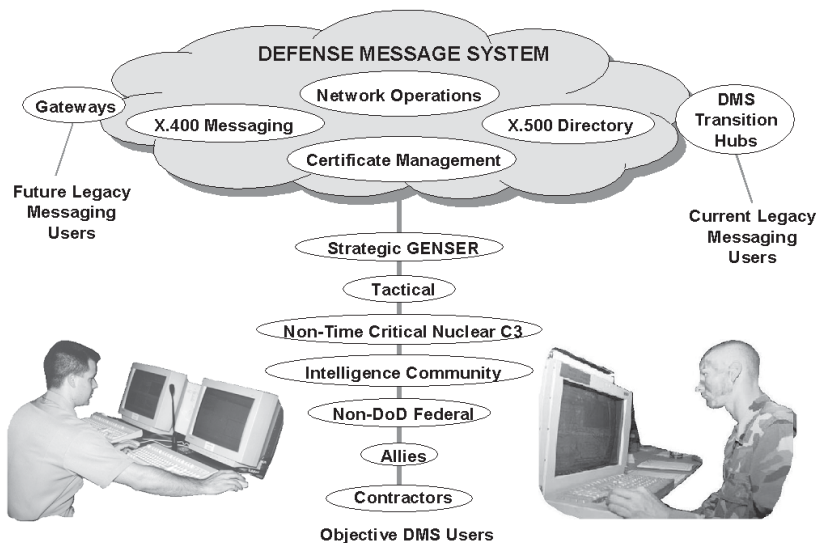 DEFENSE MESSAGE SYSTEM
Gateways
Network Operations
X.400 Messaging
X.500 Directory
DMS
Transition
Hubs
Certificate Management
Future Legacy
Messaging
Users
Current Legacy
Messaging
Users
Strategic GENSER
Tactical
Non-Time Critical Nuclear C3
Intelligence Community
Non-DoD Federal
Allies
Contractors
Objective DMS Users